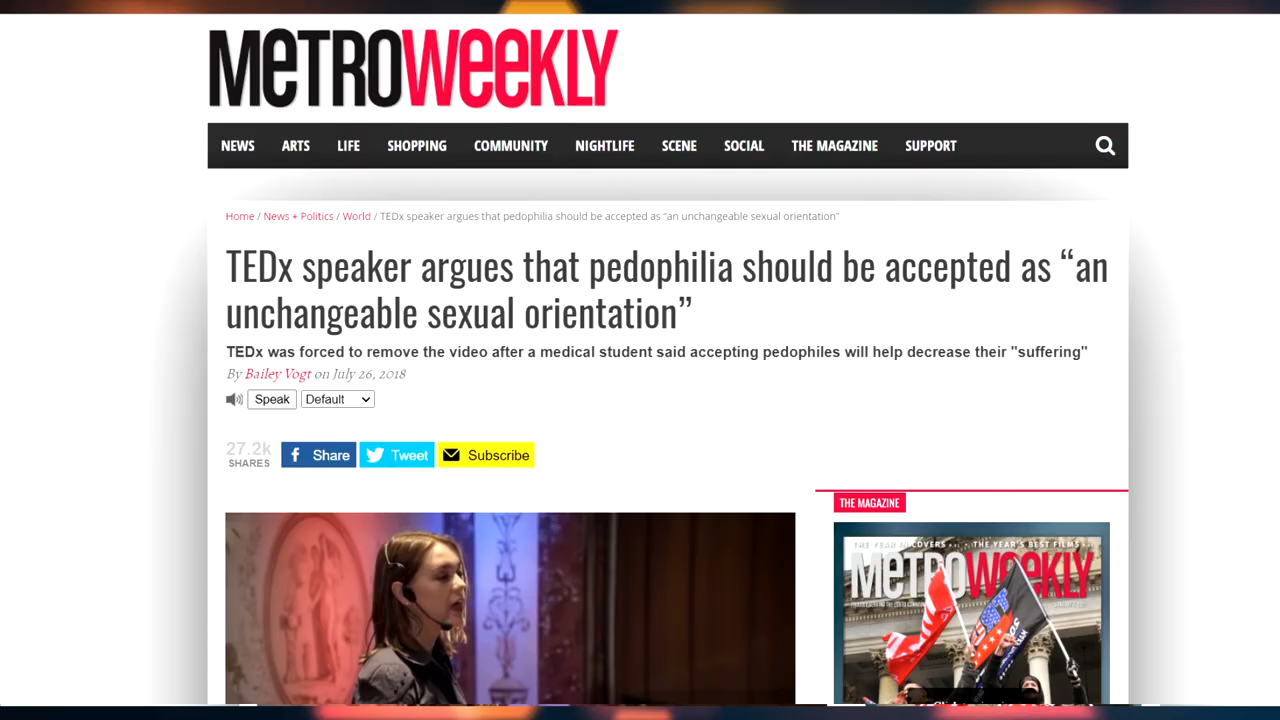 METROWEEKLY
NEWS ARTS LIFE SHOPPING COMMUNITY NIGHTLIFE SCENE SOCIAL THE MAGAZINE SUPPORT
Home / News + Politics / World / TEDx speaker argues that pedophilia should be accepted as “an unchangeable sexual orientation”
TEDx speaker argues that pedophilia should be accepted as “an
unchangeable sexual orientation”
TEDx was forced to remove the video after a medical student said accepting pedophiles will help decrease their "suffering"
By Bailey Vogt on July 26, 2018
Speak Default
27.2k
SHARES
Share Tweet Subscribe
THE MAGAZINE
THE YEAR IN COVERS THE YEAR'S BEST FILMS
METROWEEKLY